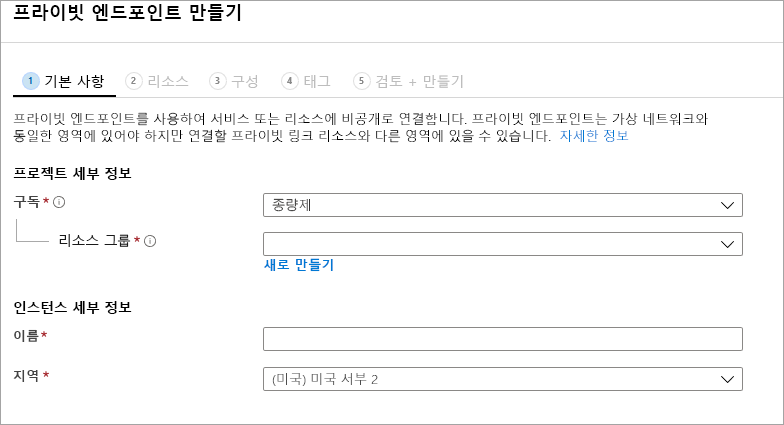 프라이빗 엔드포인트 만들기
1 기본 사항 2 리소스 3 구성 4 태그 5 검토 + 만들기
프라이빗 엔드포인트를 사용하여 서비스 또는 리소스에 비공개로 연결합니다. 프라이빗 엔드포인트는 가상 네트워크와
동일한 영역에 있어야 하지만 연결할 프라이빗 링크 리소스와 다른 영역에 있을 수 있습니다. 자세한 정보
프로젝트 세부 정보
구독 * 종량제
리소스 그룹 *
새로 만들기
인스턴스 세부 정보
이름 *
지역 * (미국) 미국 서부 2